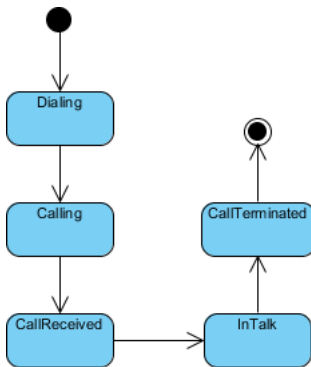 Dialing
Calling
CallReceived
InTalk
CallTerminated